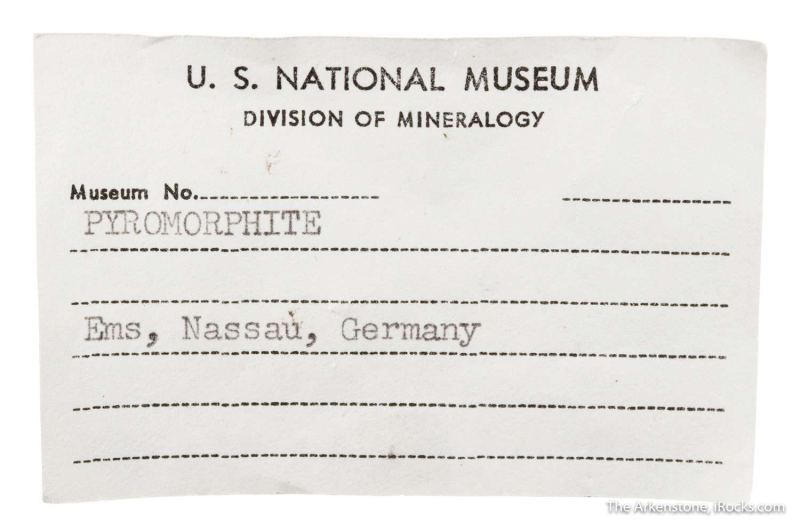 U. S. NATIONAL MUSEUM
DIVISION OF MINERALOGY
Museum No.
PYROMORPHITE
Ems, Nassau, Germany
The Arkenstone, iRocks.com